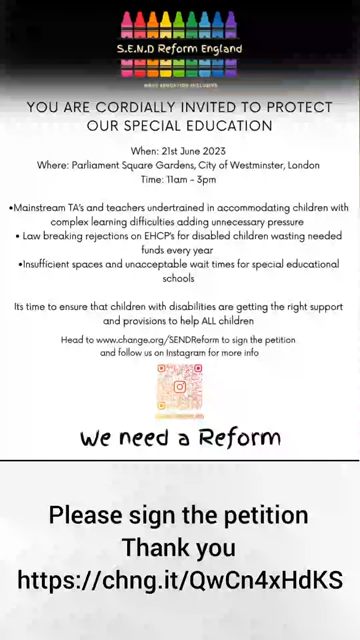 S.E.N.D Reform England
MAKE EDUCATION INCLUSIVE
YOU ARE CORDIALLY INVITED TO PROTECT
OUR SPECIAL EDUCATION
When: 21st June 2023
Where: Parliament Square Gardens, City of Westminster, London
Time: 11am - 3pm
•Mainstream TA's and teachers undertrained in accommodating children with
complex learning difficulties adding unnecessary pressure
• Law breaking rejections on EHCP's for disabled children wasting needed
funds every year
•Insufficient spaces and unacceptable wait times for special educational
schools
Its time to ensure that children with disabilities are getting the right support
and provisions to help ALL children
Head to www.change.org/SENDReform to sign the petition
and follow us on Instagram for more info
We need a Reform
Please sign the petition
Thank you
https://chng.it/QwCn4xHdKS